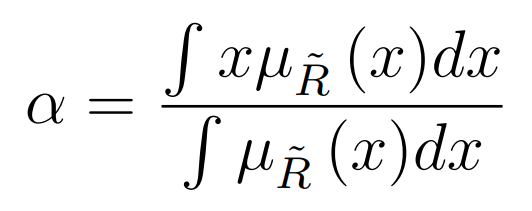 α = ∫ xμ_R̃ (x)dx / ∫ μ_R̃ (x)dx